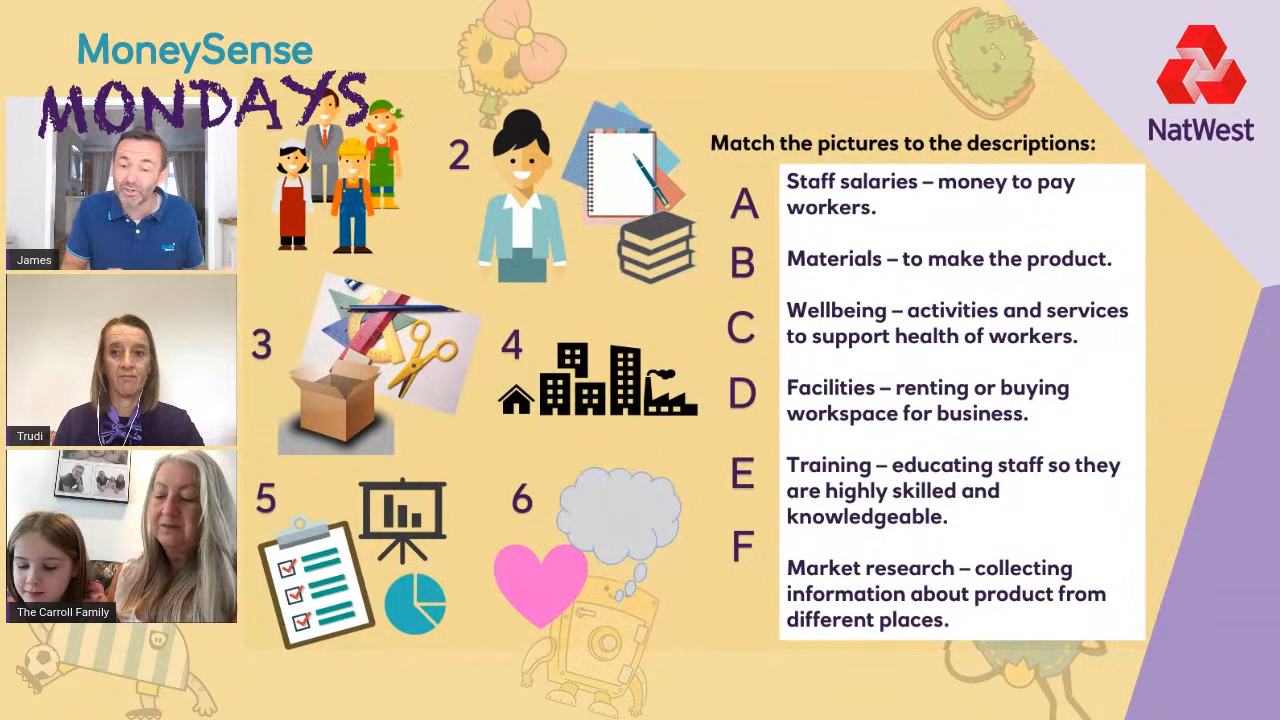 MoneySense
MONDAYS
NatWest
James
Trudi
The Carroll Family
2
3
4
5
6
Match the pictures to the descriptions:
A
Staff salaries – money to pay
workers.
B
Materials – to make the product.
C
Wellbeing – activities and services
to support health of workers.
D
Facilities – renting or buying
workspace for business.
E
Training – educating staff so they
are highly skilled and
knowledgeable.
F
Market research – collecting
information about product from
different places.